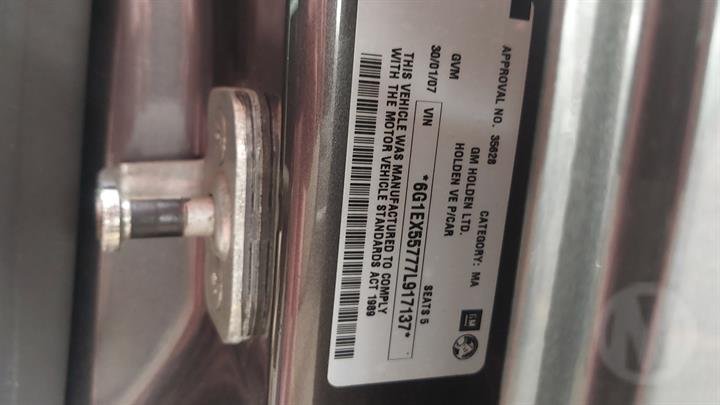 APPROVAL NO. 35628 CATEGORY: MA
GM HOLDEN LTD.
HOLDEN VE P/CAR
GVM SEATS 5
30/01/07 VIN *6G1EX55777L917137*
THIS VEHICLE WAS MANUFACTURED TO COMPLY
WITH THE MOTOR VEHICLE STANDARDS ACT 1989
GM
M